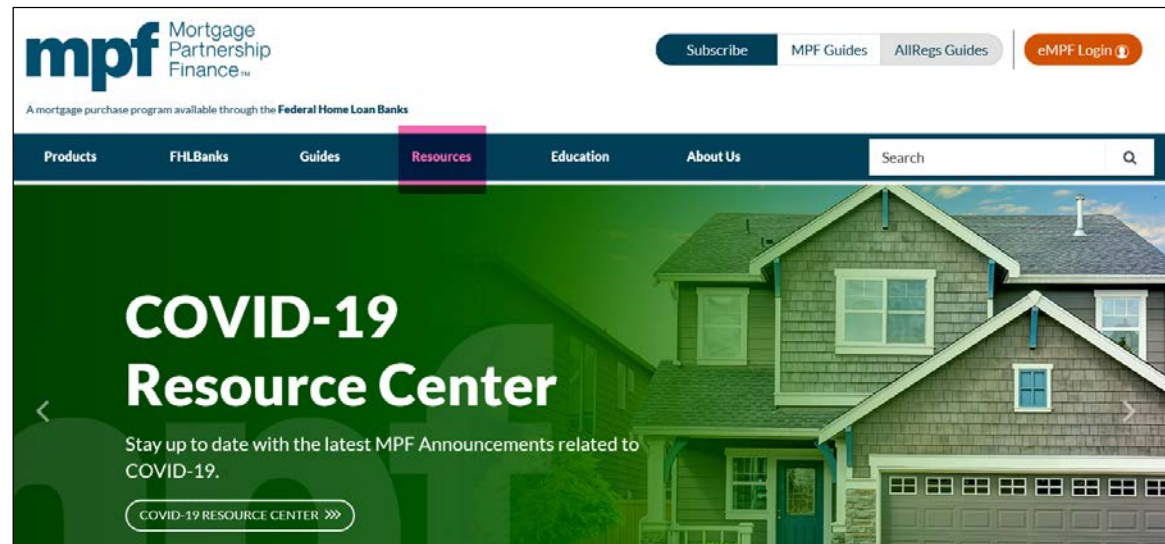 mpf Mortgage
Partnership
Finance™
Subscribe MPF Guides AllRegs Guides eMPF Login
A mortgage purchase program available through the Federal Home Loan Banks
Products FHLBanks Guides Resources Education About Us Search
COVID-19
Resource Center
Stay up to date with the latest MPF Announcements related to
COVID-19.
COVID-19 RESOURCE CENTER >>>
mpf